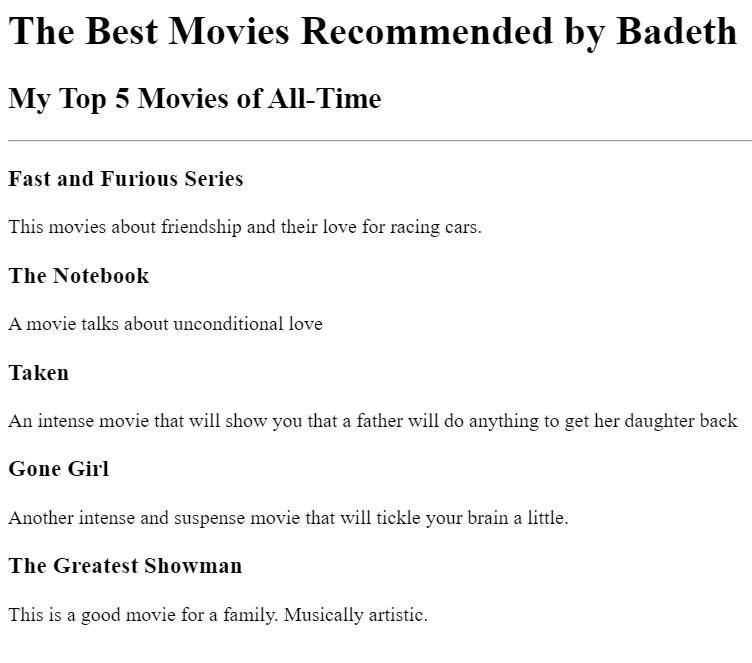 The Best Movies Recommended by Badeth
My Top 5 Movies of All-Time
Fast and Furious Series
This movies about friendship and their love for racing cars.
The Notebook
A movie talks about unconditional love
Taken
An intense movie that will show you that a father will do anything to get her daughter back
Gone Girl
Another intense and suspense movie that will tickle your brain a little.
The Greatest Showman
This is a good movie for a family. Musically artistic.